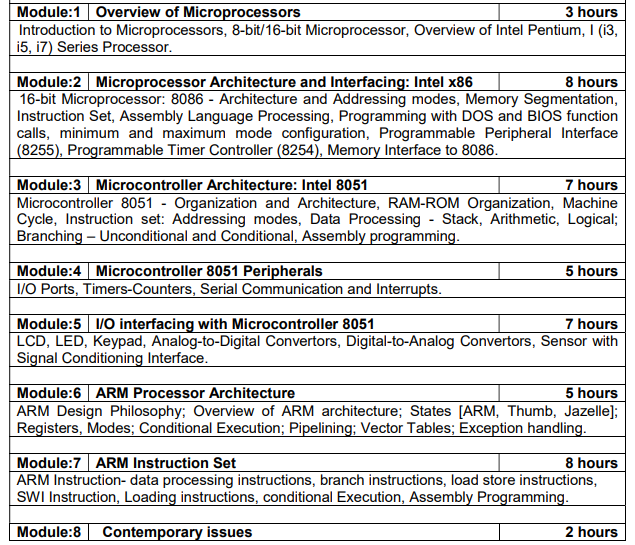 Module:1 Overview of Microprocessors 3 hours
Introduction to Microprocessors, 8-bit/16-bit Microprocessor, Overview of Intel Pentium, I (i3,
i5, i7) Series Processor.
Module:2 Microprocessor Architecture and Interfacing: Intel x86 8 hours
16-bit Microprocessor: 8086 - Architecture and Addressing modes, Memory Segmentation,
Instruction Set, Assembly Language Processing, Programming with DOS and BIOS function
calls, minimum and maximum mode configuration, Programmable Peripheral Interface
(8255), Programmable Timer Controller (8254), Memory Interface to 8086.
Module:3 Microcontroller Architecture: Intel 8051 7 hours
Microcontroller 8051 - Organization and Architecture, RAM-ROM Organization, Machine
Cycle, Instruction set: Addressing modes, Data Processing - Stack, Arithmetic, Logical;
Branching – Unconditional and Conditional, Assembly programming.
Module:4 Microcontroller 8051 Peripherals 5 hours
I/O Ports, Timers-Counters, Serial Communication and Interrupts.
Module:5 I/O interfacing with Microcontroller 8051 7 hours
LCD, LED, Keypad, Analog-to-Digital Convertors, Digital-to-Analog Convertors, Sensor with
Signal Conditioning Interface.
Module:6 ARM Processor Architecture 5 hours
ARM Design Philosophy; Overview of ARM architecture; States [ARM, Thumb, Jazelle];
Registers, Modes; Conditional Execution; Pipelining; Vector Tables; Exception handling.
Module:7 ARM Instruction Set 8 hours
ARM Instruction- data processing instructions, branch instructions, load store instructions,
SWI Instruction, Loading instructions, conditional Execution, Assembly Programming.
Module:8 Contemporary issues 2 hours